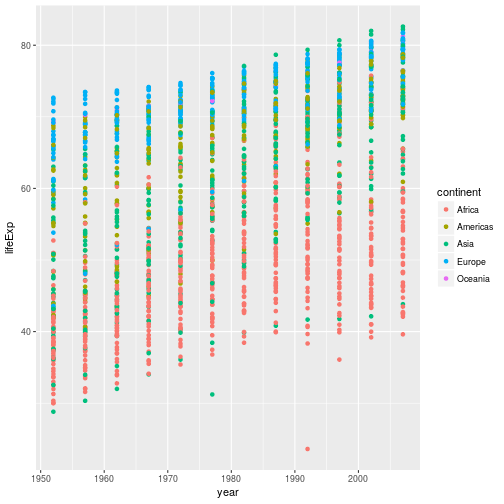 80
60
40
lifeExp
1950
1960
1970
1980
1990
2000
year
continent
Africa
Americas
Asia
Europe
Oceania